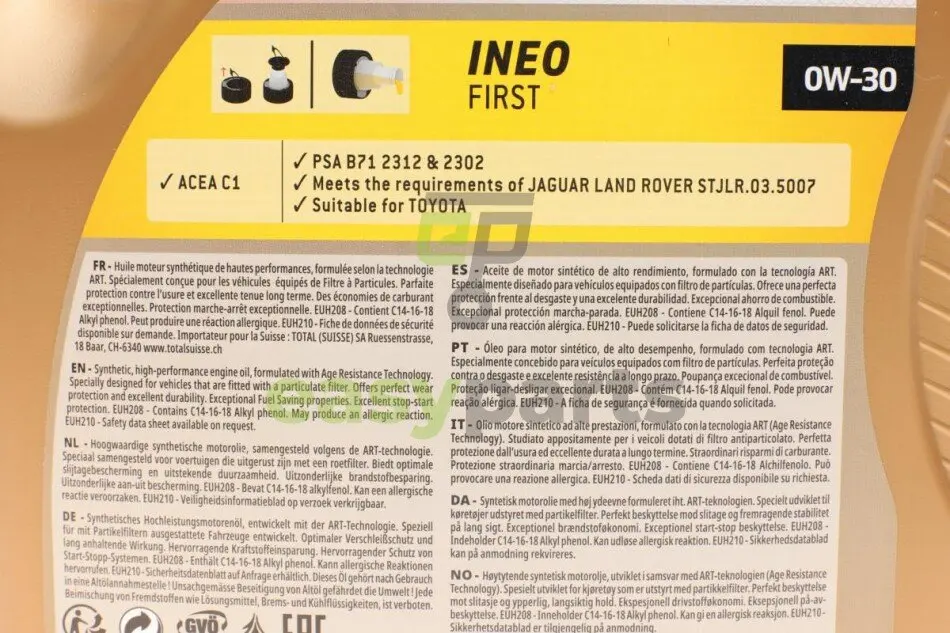 INEO
FIRST
0W-30
✓ ACEA C1
✓ PSA B71 2312 & 2302
✓ Meets the requirements of JAGUAR LAND ROVER STJLR.03.5007
✓ Suitable for TOYOTA
FR - Huile moteur synthétique de hautes performances, formulée selon la technologie
ART. Spécialement conçue pour les véhicules équipés de Filtre à Particules. Parfaite
protection contre l'usure et excellente tenue long terme. Des économies de carburant
exceptionnelles. Protection marche-arrêt exceptionnelle. EUH208 - Contient C14-16-18
Alkyl phenol. Peut produire une réaction allergique. EUH210 - Fiche de données de sécurité
disponible sur demande. Importateur pour la Suisse : TOTAL (SUISSE) SA Ruessenstrasse,
18 Baar, CH-6340 www.totalsuisse.ch
EN - Synthetic, high-performance engine oil, formulated with Age Resistance Technology.
Specially designed for vehicles that are fitted with a particulate filter. Offers perfect wear
protection and excellent durability. Exceptional Fuel Saving properties. Excellent stop-start
protection. EUH208 - Contains C14-16-18 Alkyl phenol. May produce an allergic reaction.
EUH210 - Safety data sheet available on request.
NL - Hoogwaardige synthetische motorolie, samengesteld volgens de ART-technologie.
Speciaal samengesteld voor voertuigen die uitgerust zijn met een roetfilter. Biedt optimale
slijtagebescherming en uitstekende duurzaamheid. Uitzonderlijke brandstofbesparing.
Uitzonderlijke aan-uit bescherming. EUH208 - Bevat C14-16-18 alkylfenol. Kan een allergische
reactie veroorzaken. EUH210 - Veiligheidsinformatieblad op verzoek verkrijgbaar.
DE - Synthetisches Hochleistungsmotorenöl, entwickelt mit der ART-Technologie. Speziell
für mit Partikelfiltern ausgestattete Fahrzeuge entwickelt. Optimaler Verschleißschutz und
lang anhaltende Wirkung. Hervorragende Kraftstoffeinsparung. Hervorragender Schutz von
Start-Stopp-Systemen. EUH208 - Enthält C14-16-18 Alkyl phenol. Kann allergische Reaktionen
hervorrufen. EUH210 - Sicherheitsdatenblatt auf Anfrage erhältlich. Dieses Öl gehört nach Gebrauch
in eine Altölannahmestelle ! Unsachgemässe Beseitigung von Altöl gefährdet die Umwelt ! Jede
Beimischung von Fremdstoffen wie Lösungsmittel, Brems- und Kühlflüssigkeiten, ist verboten.
GVÖ
EAC
ES - Aceite de motor sintético de alto rendimiento, formulado con la tecnología ART.
Especialmente diseñado para vehículos equipados con filtro de partículas. Ofrece una perfecta
protección frente al desgaste y una excelente durabilidad. Excepcional ahorro de combustible.
Excepcional protección marcha-parada. EUH208 - Contiene C14-16-18 Alquil fenol. Puede
provocar una reacción alérgica. EUH210 - Puede solicitarse la ficha de datos de seguridad.
PT - Óleo para motor sintético, de alto desempenho, formulado com tecnologia ART.
Especialmente concebido para veículos equipados com filtro de partículas. Perfeita proteção
contra o desgaste e excelente resistência a longo prazo. Poupança excecional de combustível.
Proteção ligar-desligar excecional. EUH208 - Contém C14-16-18 Alquil fenol. Pode provocar
reação alérgica. EUH210 - A ficha de segurança é fornecida quando solicitada.
IT - Olio motore sintetico ad alte prestazioni, formulato con la tecnologia ART (Age Resistance
Technology). Studiato appositamente per i veicoli dotati di filtro antiparticolato. Perfetta
protezione dall'usura ed eccellente durata a lungo termine. Straordinari risparmi di carburante.
Protezione straordinaria marcia/arresto. EUH208 - Contiene C14-16-18 Alchilfenolo. Può
provocare una reazione allergica. EUH210 - Scheda dati di sicurezza disponibile su richiesta.
DA - Syntetisk motorolie med høj ydeevne formuleret iht. ART-teknologien. Specielt udviklet til
køretøjer udstyret med partikelfilter. Perfekt beskyttelse mod slitage og fremragende stabilitet
på lang sigt. Exceptionel brændstoføkonomi. Exceptionel start-stop beskyttelse. EUH208 -
Indeholder C14-16-18 Alkyl phenol. Kan udløse allergisk reaktion. EUH210 - Sikkerhedsdatablad
kan på anmodning rekvireres.
NO - Høytytende syntetisk motorolje, utviklet i samsvar med ART-teknologien (Age Resistance
Technology). Spesielt utviklet for kjøretøy som er utstyrt med partikkelfilter. Perfekt beskyttelse
mot slitasje og ypperlig, langsiktig hold. Ekspesjonell drivstofføkonomi. Eksepsjonell på-av-
beskyttelse. EUH208 - Inneholder C14-16-18 Alkyl phenol. Kan gi en allergisk reaksjon. EUH210 -
Sikkerhetsdatablad er tilgjengelig på anmodning.
easyparts